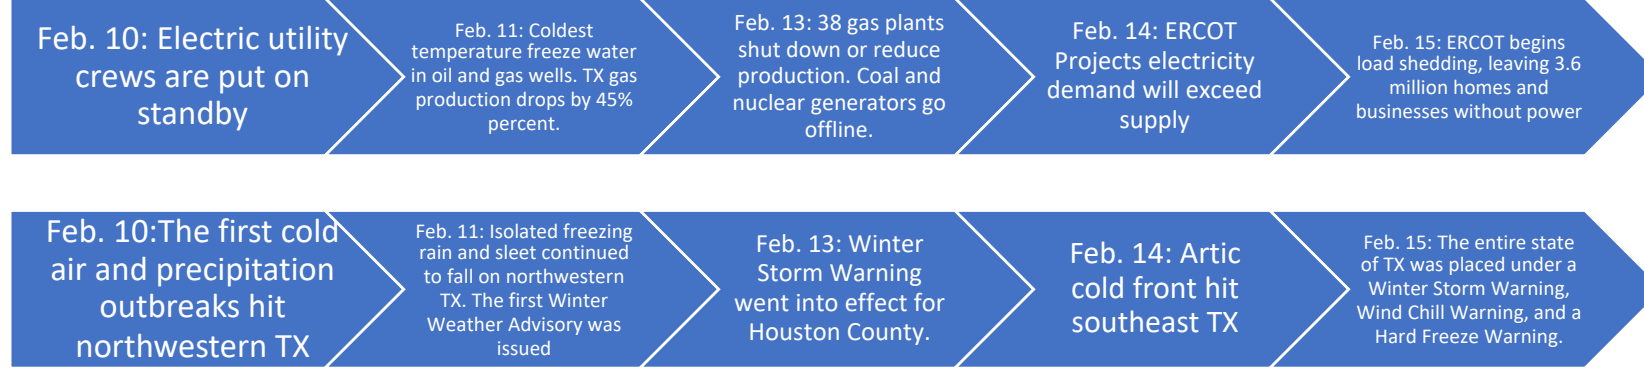 Feb. 10: Electric utility
crews are put on
standby
Feb. 11: Coldest
temperature freeze water
in oil and gas wells. TX gas
production drops by 45%
percent.
Feb. 13: 38 gas plants
shut down or reduce
production. Coal and
nuclear generators go
offline.
Feb. 14: ERCOT
Projects electricity
demand will exceed
supply
Feb. 15: ERCOT begins
load shedding, leaving 3.6
million homes and
businesses without power
Feb. 10:The first cold
air and precipitation
outbreaks hit
northwestern TX
Feb. 11: Isolated freezing
rain and sleet continued
to fall on northwestern
TX. The first Winter
Weather Advisory was
issued
Feb. 13: Winter
Storm Warning
went into effect for
Houston County.
Feb. 14: Artic
cold front hit
southeast TX
Feb. 15: The entire state
of TX was placed under a
Winter Storm Warning,
Wind Chill Warning, and a
Hard Freeze Warning.